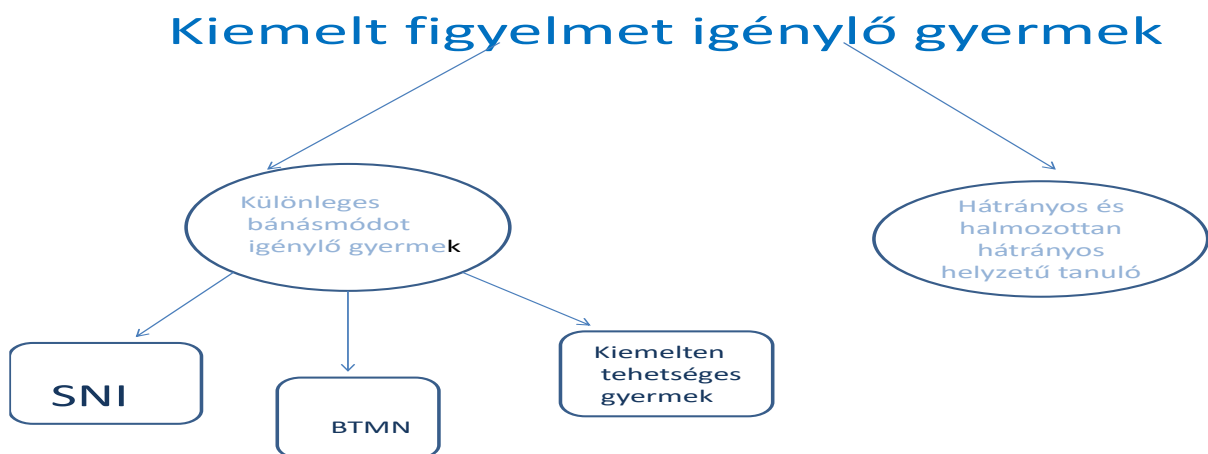 Kiemelt figyelmet igénylő gyermek
Különleges
bánásmódot
igénylő gyermek
Hátrányos és
halmozottan
hátrányos
helyzetű tanuló
SNI
BTMN
Kiemelten
tehetséges
gyermek